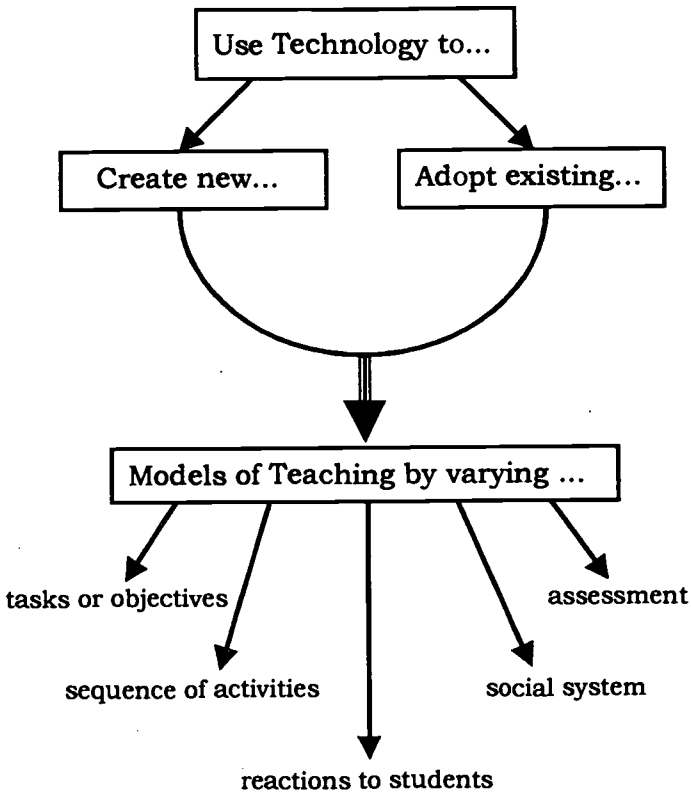 Use Technology to...
Create new...
Adopt existing...
Models of Teaching by varying ...
tasks or objectives
assessment
sequence of activities
social system
reactions to students